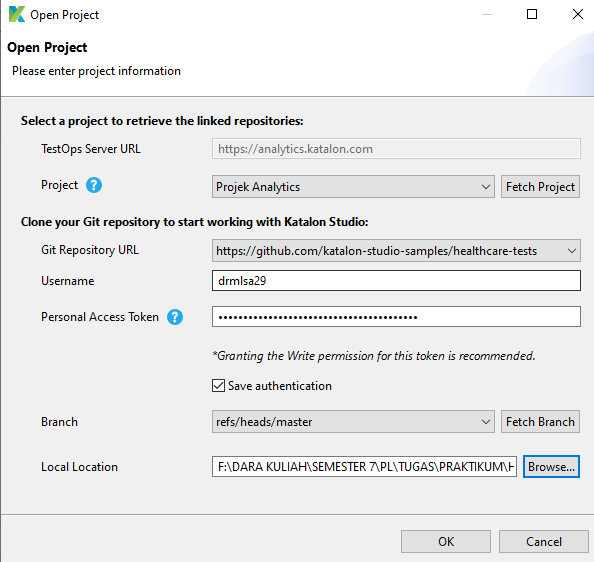 Open Project
Open Project
Please enter project information
Select a project to retrieve the linked repositories:
TestOps Server URL https://analytics.katalon.com
Project ? Projek Analytics Fetch Project
Clone your Git repository to start working with Katalon Studio:
Git Repository URL https://github.com/katalon-studio-samples/healthcare-tests
Username drmlsa29
Personal Access Token ? ••••••••••••••••••••••••••••••••••••••••
*Granting the Write permission for this token is recommended.
Save authentication
Branch refs/heads/master Fetch Branch
Local Location F:\DARA KULIAH\SEMESTER 7\PL\TUGAS\PRAKTIKUM\H Browse...
OK Cancel